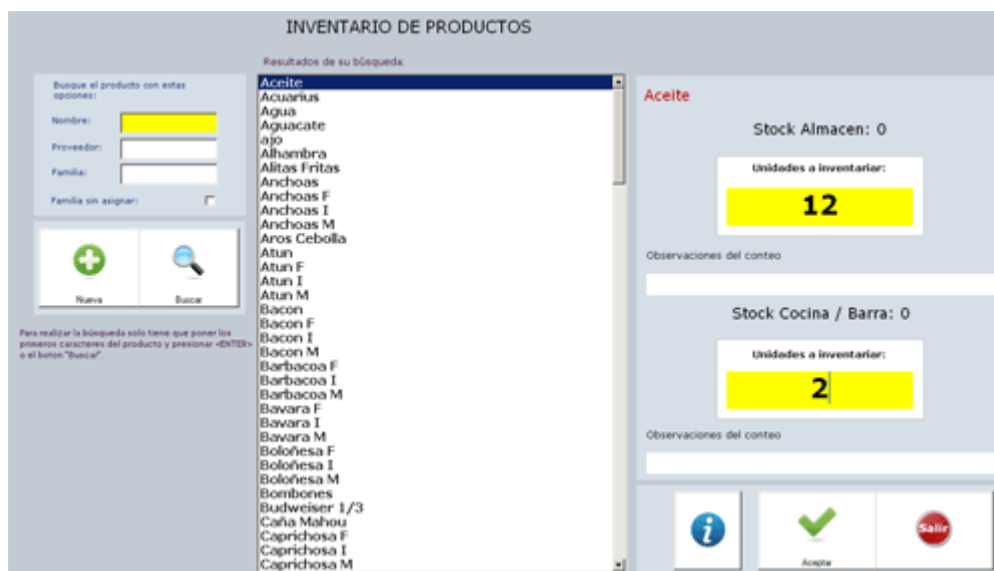 INVENTARIO DE PRODUCTOS
Resultados de su búsqueda
Busque el producto con estas
opciones:
Nombre:
Proveedor:
Familia:
Familia sin asignar:
Nueva
Buscar
Para realizar la búsqueda solo tiene que poner los
primeros caracteres del producto y presionar <ENTER>
o el boton "Buscar".
Aceite
Acuarius
Agua
Aguacate
ajo
Alhambra
Alitas Fritas
Anchoas
Anchoas F
Anchoas I
Anchoas M
Aros Cebolla
Atun
Atun F
Atun I
Atun M
Bacon
Bacon F
Bacon I
Bacon M
Barbacoa F
Barbacoa I
Barbacoa M
Bavara F
Bavara I
Bavara M
Boloñesa F
Boloñesa I
Boloñesa M
Bombones
Budweiser 1/3
Caña Mahou
Caprichosa F
Caprichosa I
Caprichosa M
Aceite
Stock Almacen: 0
Unidades a inventariar:
12
Observaciones del conteo
Stock Cocina / Barra: 0
Unidades a inventariar:
2
Observaciones del conteo
Aceptar
Salir